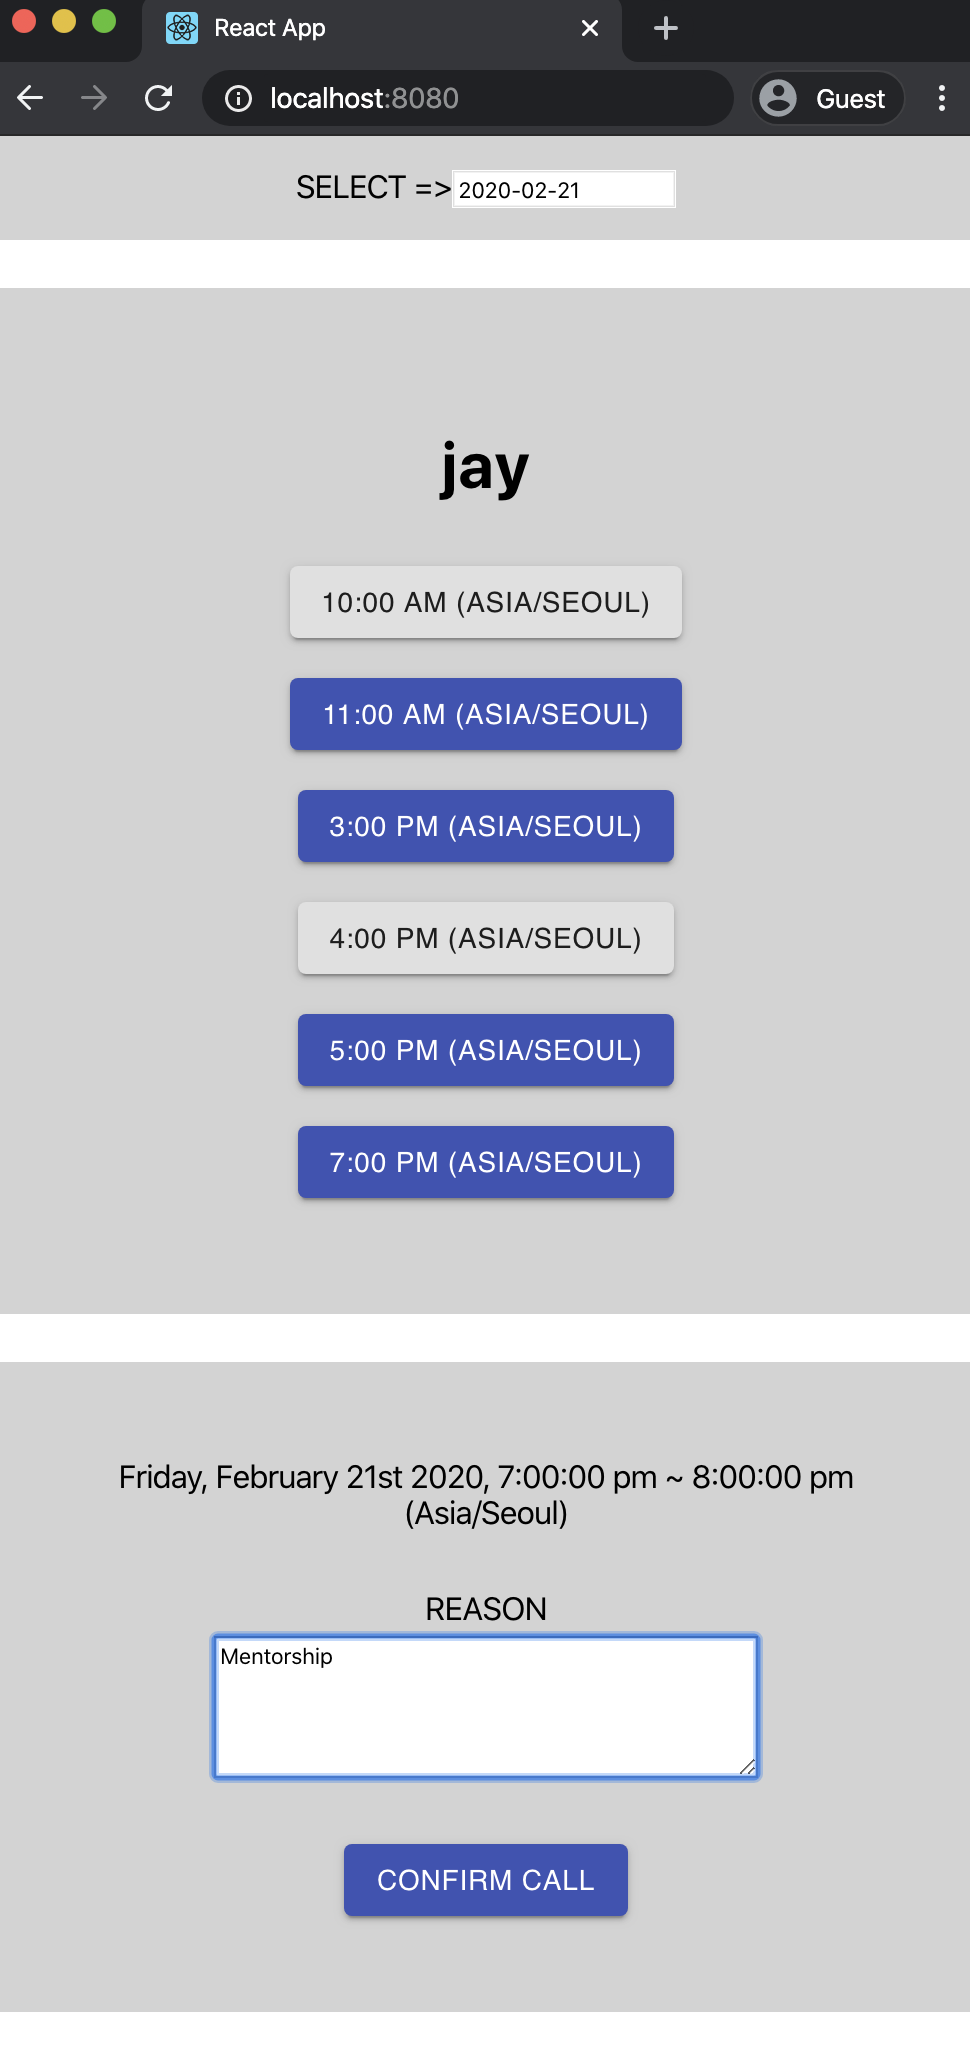 React App
localhost:8080
Guest
SELECT =>2020-02-21
jay
10:00 AM (ASIA/SEOUL)
11:00 AM (ASIA/SEOUL)
3:00 PM (ASIA/SEOUL)
4:00 PM (ASIA/SEOUL)
5:00 PM (ASIA/SEOUL)
7:00 PM (ASIA/SEOUL)
Friday, February 21st 2020, 7:00:00 pm ~ 8:00:00 pm
(Asia/Seoul)
REASON
Mentorship
CONFIRM CALL